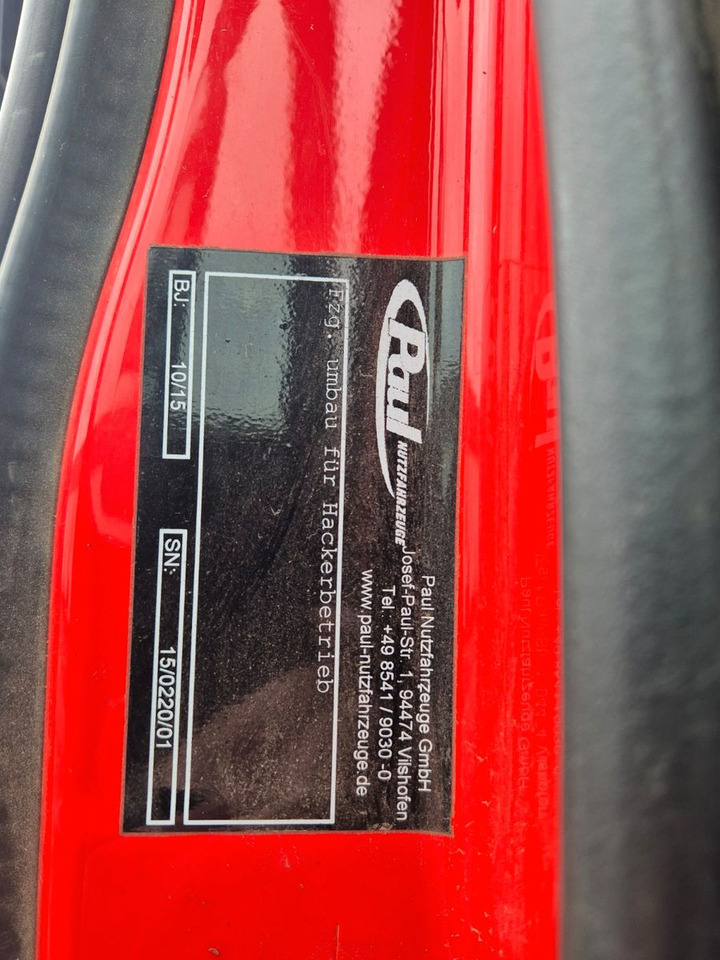 Paul
NUTZFAHRZEUGE
Paul Nutzfahrzeuge GmbH
Josef-Paul-Str. 1, 94474 Vilshofen
Tel. +49 8541 / 9030 -0
www.paul-nutzfahrzeuge.de
Fzg. umbau für Hackerbetrieb
BJ: 10/15
SN: 15/0220/01